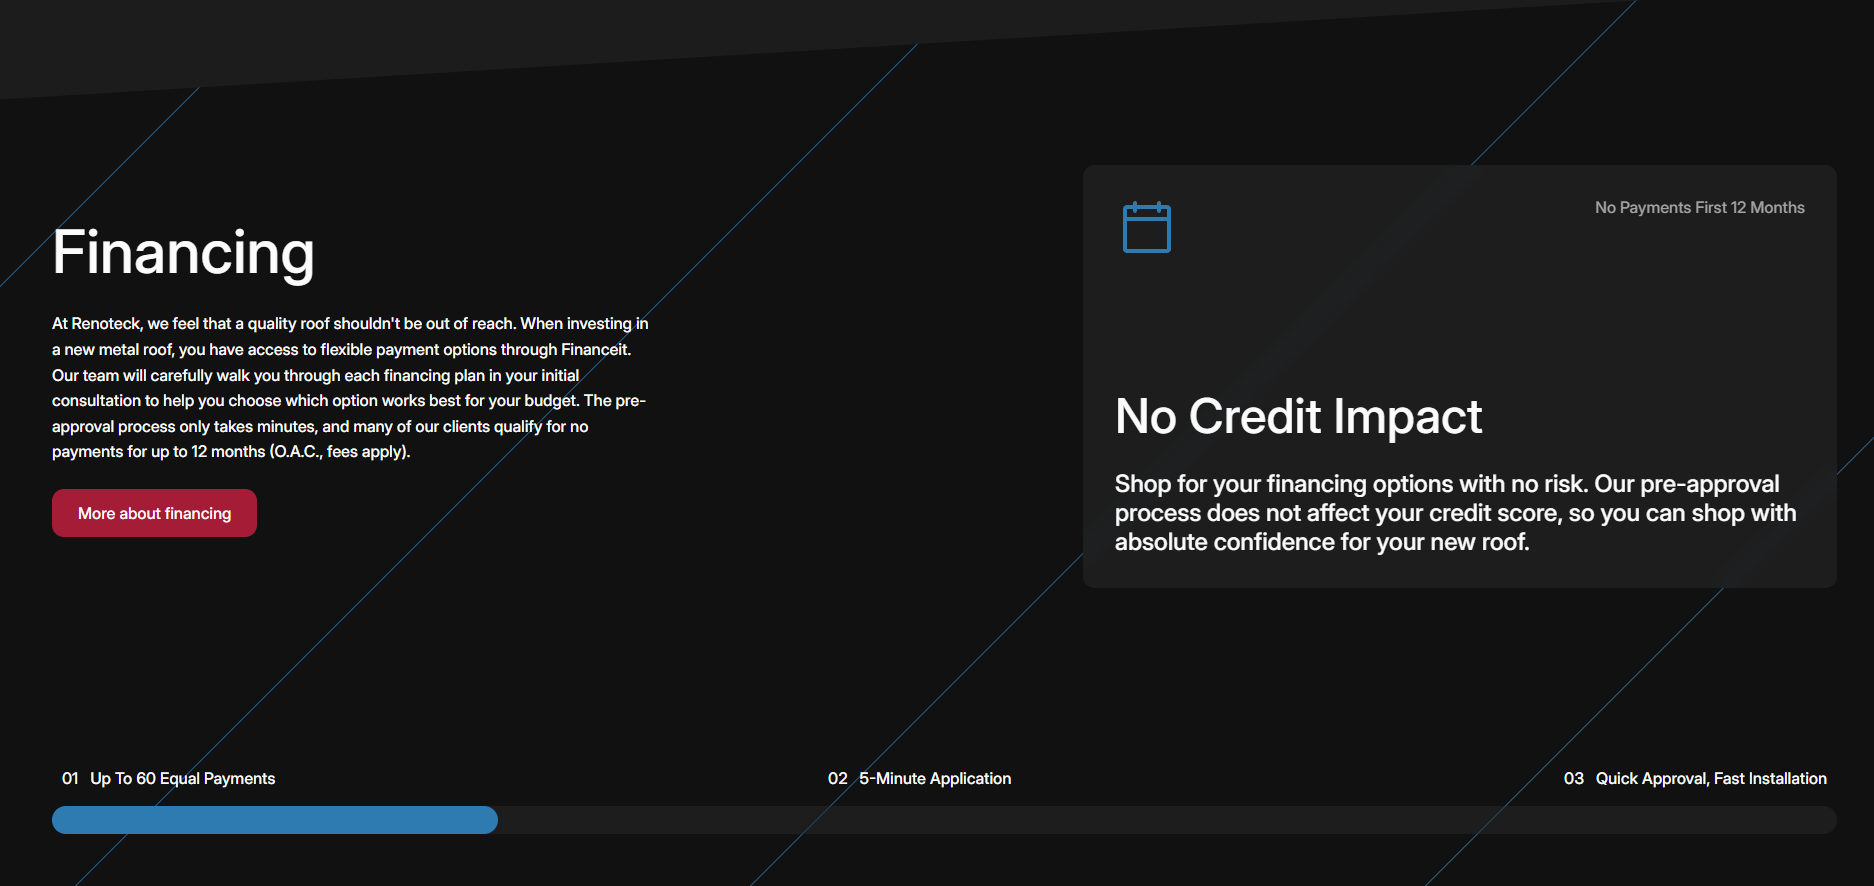 Financing
At Renoteck, we feel that a quality roof shouldn't be out of reach. When investing in
a new metal roof, you have access to flexible payment options through Financeit.
Our team will carefully walk you through each financing plan in your initial
consultation to help you choose which option works best for your budget. The pre-
approval process only takes minutes, and many of our clients qualify for no
payments for up to 12 months (O.A.C., fees apply).
More about financing
No Payments First 12 Months
No Credit Impact
Shop for your financing options with no risk. Our pre-approval
process does not affect your credit score, so you can shop with
absolute confidence for your new roof.
01 Up To 60 Equal Payments
02 5-Minute Application
03 Quick Approval, Fast Installation